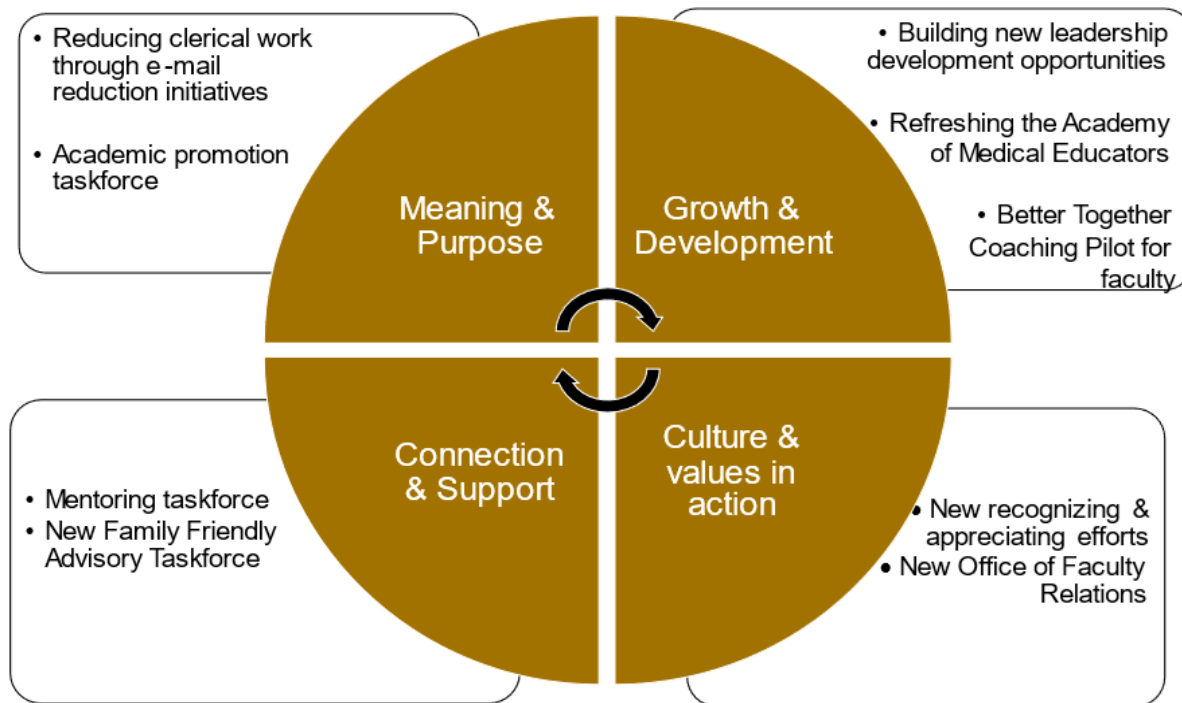 • Reducing clerical work
through e-mail
reduction initiatives
• Academic promotion
taskforce
Meaning &
Purpose
Growth &
Development
• Building new leadership
development opportunities
• Refreshing the Academy
of Medical Educators
• Better Together
Coaching Pilot for
faculty
• Mentoring taskforce
• New Family Friendly
Advisory Taskforce
Connection
& Support
Culture &
values in
action
• New recognizing &
appreciating efforts
• New Office of Faculty
Relations